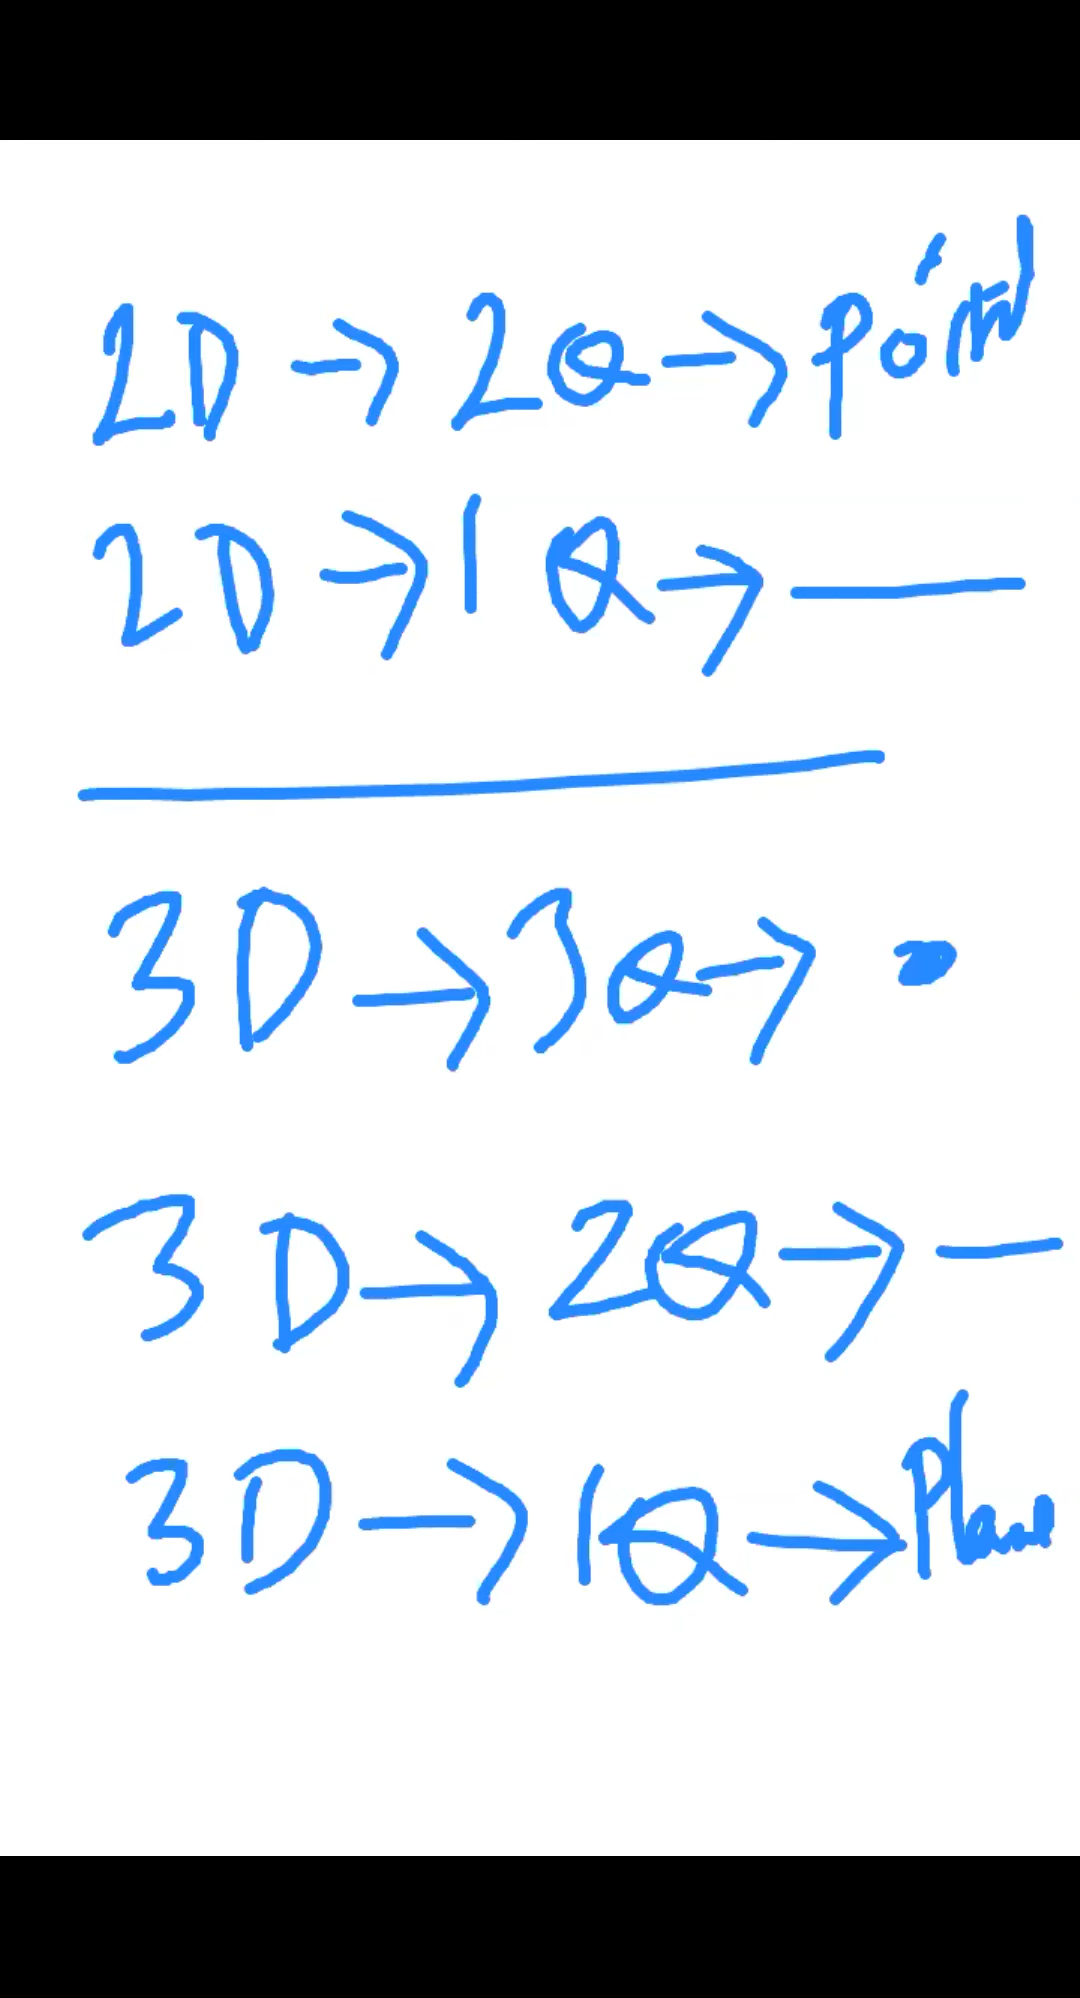 2D → 2Q → Point
2D → 1Q → —
3D → 3Q → •
3D → 2Q → —
3D → 1Q → Plane